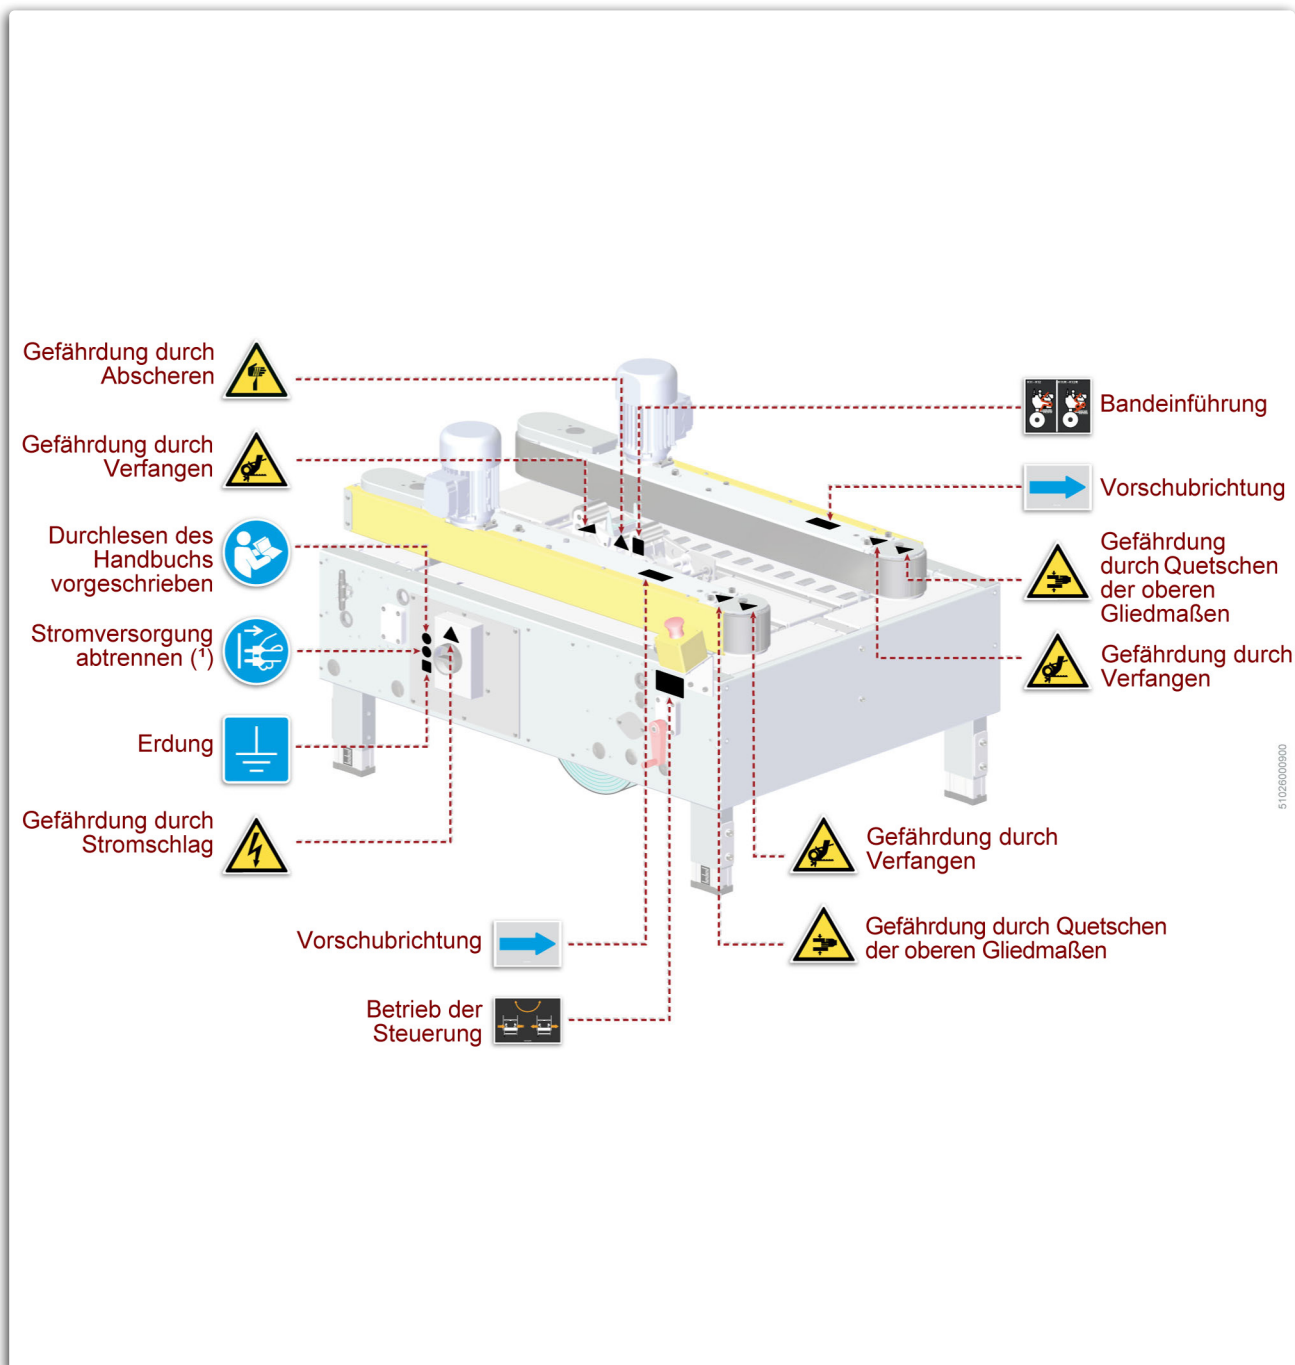 Gefährdung durch
Abscheren
Gefährdung durch
Verfangen
Durchlesen des
Handbuchs
vorgeschrieben
Stromversorgung
abtrennen (¹)
Erdung
Gefährdung durch
Stromschlag
Vorschubrichtung
Betrieb der
Steuerung
Bandeinführung
Vorschubrichtung
Gefährdung
durch Quetschen
der oberen
Gliedmaßen
Gefährdung durch
Verfangen
Gefährdung durch
Verfangen
Gefährdung durch Quetschen
der oberen Gliedmaßen
51026000900